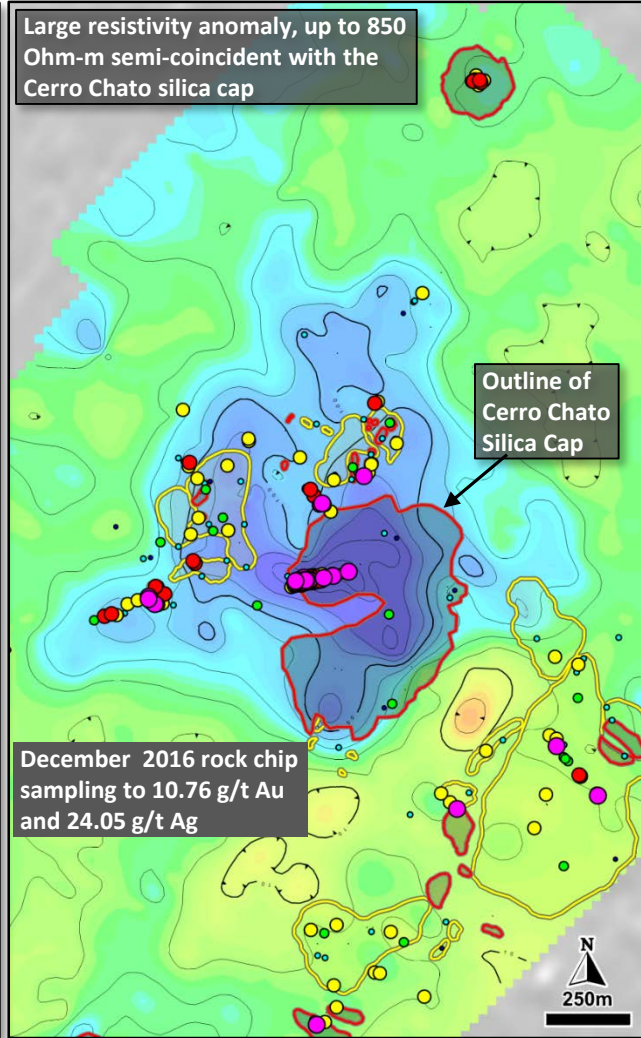 Large resistivity anomaly, up to 850
Ohm-m semi-coincident with the
Cerro Chato silica cap
Outline of
Cerro Chato
Silica Cap
December 2016 rock chip
sampling to 10.76 g/t Au
and 24.05 g/t Ag
N
250m